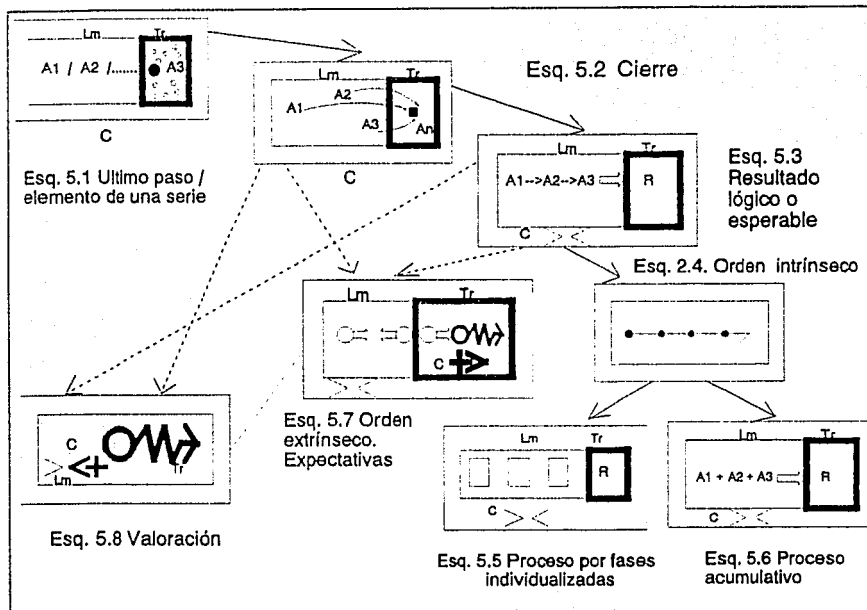 Lm Tr
A1 / A2 /...... A3
C
Esq. 5.1 Ultimo paso /
elemento de una serie
Lm Tr
A2
A1
A3 An
C
Esq. 5.2 Cierre
Lm Tr
A1-->A2-->A3 R
C
Esq. 5.3
Resultado
lógico o
esperable
Esq. 2.4. Orden intrínseco
Lm Tr
C
Esq. 5.7 Orden
extrínseco.
Expectativas
C
Tr
Lm
Esq. 5.8 Valoración
Lm Tr
R
C
Esq. 5.5 Proceso por fases
individualizadas
Lm Tr
A1 + A2 + A3 R
C
Esq. 5.6 Proceso
acumulativo